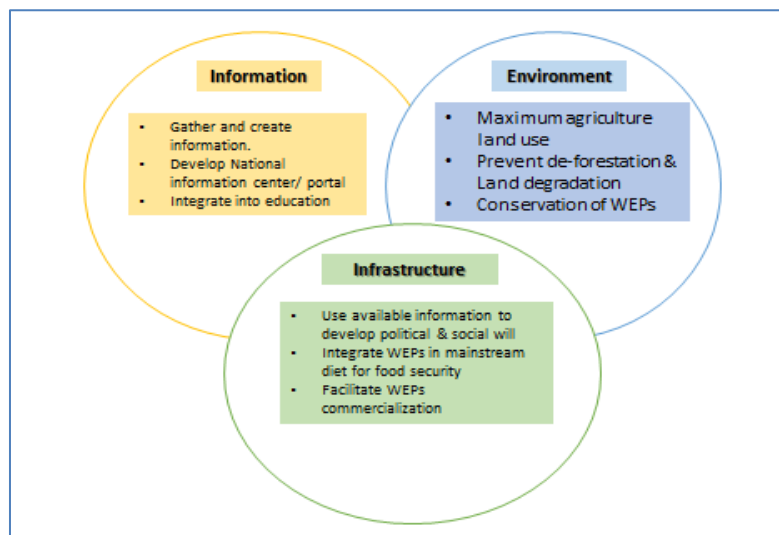 Information
• Gather and create
information.
• Develop National
information center/ portal
• Integrate into education
Environment
• Maximum agriculture
land use
• Prevent de-forestation &
Land degradation
• Conservation of WEPs
Infrastructure
• Use available information to
develop political & social will
• Integrate WEPs in mainstream
diet for food security
• Facilitate WEPs
commercialization